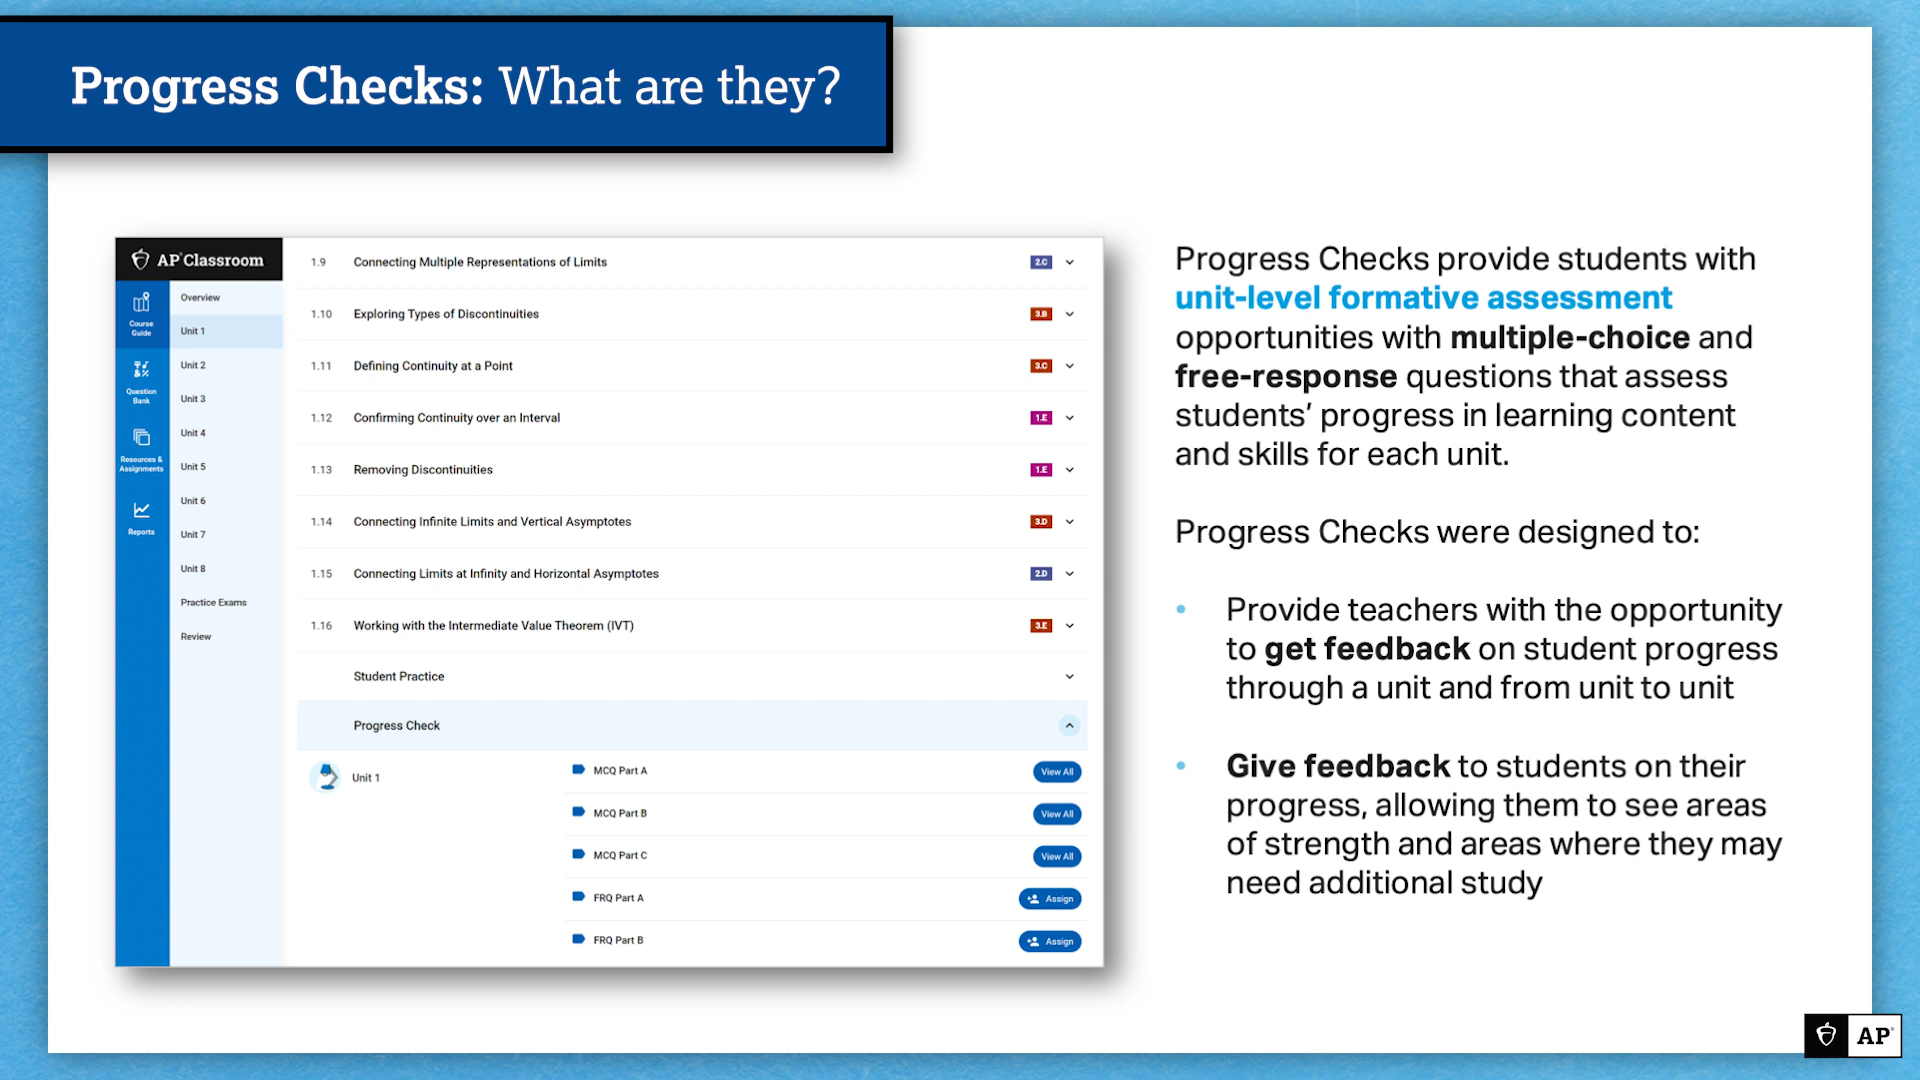 Progress Checks: What are they?
AP® Classroom
Course
Guide
Question
Bank
Resources &
Assignments
Reports
Overview
Unit 1
Unit 2
Unit 3
Unit 4
Unit 5
Unit 6
Unit 7
Unit 8
Practice Exams
Review
1.9 Connecting Multiple Representations of Limits 2.C
1.10 Exploring Types of Discontinuities 3.B
1.11 Defining Continuity at a Point 3.C
1.12 Confirming Continuity over an Interval 1.E
1.13 Removing Discontinuities 1.E
1.14 Connecting Infinite Limits and Vertical Asymptotes 3.D
1.15 Connecting Limits at Infinity and Horizontal Asymptotes 2.D
1.16 Working with the Intermediate Value Theorem (IVT) 3.E
Student Practice
Progress Check
Unit 1
MCQ Part A View All
MCQ Part B View All
MCQ Part C View All
FRQ Part A Assign
FRQ Part B Assign
Progress Checks provide students with
unit-level formative assessment
opportunities with multiple-choice and
free-response questions that assess
students’ progress in learning content
and skills for each unit.
Progress Checks were designed to:
• Provide teachers with the opportunity
to get feedback on student progress
through a unit and from unit to unit
• Give feedback to students on their
progress, allowing them to see areas
of strength and areas where they may
need additional study
AP®